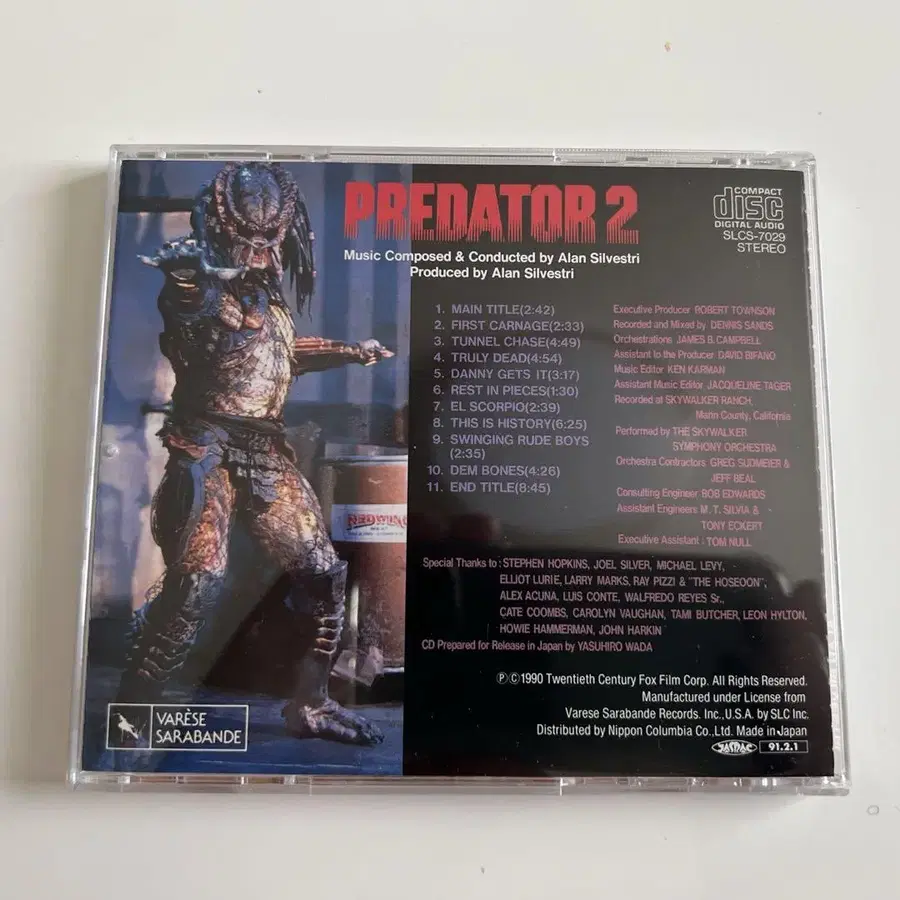 PREDATOR 2
COMPACT
disc
DIGITAL AUDIO
SLCS-7029
STEREO
Music Composed & Conducted by Alan Silvestri
Produced by Alan Silvestri
1. MAIN TITLE(2:42)
2. FIRST CARNAGE(2:33)
3. TUNNEL CHASE(4:49)
4. TRULY DEAD(4:54)
5. DANNY GETS IT(3:17)
6. REST IN PIECES(1:30)
7. EL SCORPIO(2:39)
8. THIS IS HISTORY(6:25)
9. SWINGING RUDE BOYS
(2:35)
10. DEM BONES(4:26)
11. END TITLE(8:45)
Executive Producer ROBERT TOWNSON
Recorded and Mixed by DENNIS SANDS
Orchestrations JAMES B. CAMPBELL
Assistant to the Producer DAVID BIFANO
Music Editor KEN KARMAN
Assistant Music Editor JACQUELINE TAGER
Recorded at SKYWALKER RANCH
Marin County, California
Performed by THE SKYWALKER
SYMPHONY ORCHESTRA
Orchestra Contractors GREG SUDMEIER &
JEFF BEAL
Consulting Engineer BOB EDWARDS
Assistant Engineers M. T. SILVIA &
TONY ECKERT
Executive Assistant : TOM NULL
Special Thanks to : STEPHEN HOPKINS, JOEL SILVER, MICHAEL LEVY,
ELLIOT LURIE, LARRY MARKS, RAY PIZZI & "THE HOSEOON",
ALEX ACUNA, LUIS CONTE, WALFREDO REYES Sr.,
CATE COOMBS, CAROLYN VAUGHAN, TAMI BUTCHER, LEON HYLTON,
HOWIE HAMMERMAN, JOHN HARKIN
CD Prepared for Release in Japan by YASUHIRO WADA
Ⓟ©1990 Twentieth Century Fox Film Corp. All Rights Reserved.
Manufactured under License from
Varese Sarabande Records. Inc., U.S.A. by SLC Inc.
Distributed by Nippon Columbia Co., Ltd. Made in Japan
JASRAC
91.2.1
REDWING
VARÈSE
SARABANDE